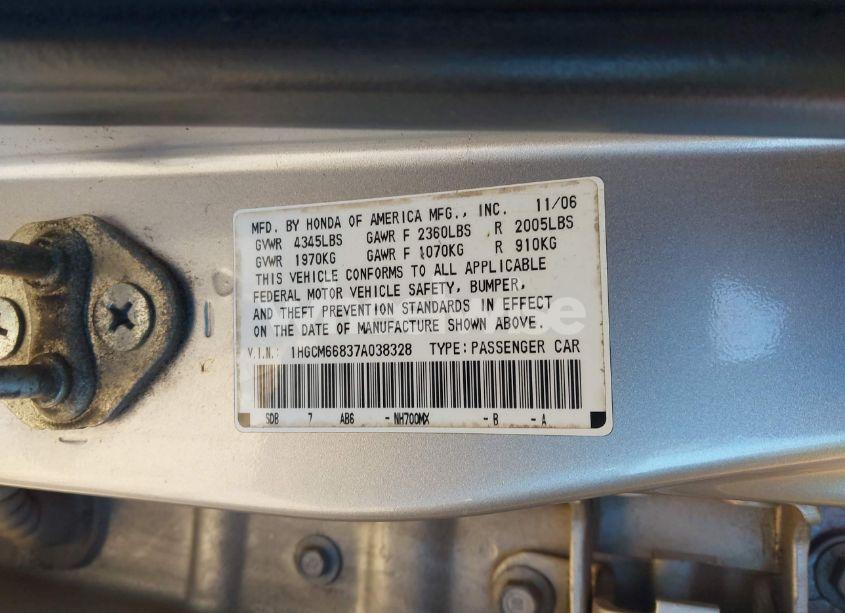 MFD. BY HONDA OF AMERICA MFG., INC. 11/06
GVWR 4345LBS GAWR F 2360LBS R 2005LBS
GVWR 1970KG GAWR F 1070KG R 910KG
THIS VEHICLE CONFORMS TO ALL APPLICABLE
FEDERAL MOTOR VEHICLE SAFETY, BUMPER,
AND THEFT PREVENTION STANDARDS IN EFFECT
ON THE DATE OF MANUFACTURE SHOWN ABOVE.
V.I.N.: 1HGCM66837A038328 TYPE:PASSENGER CAR
SDB 7 AB6 -NH700MX -B -A